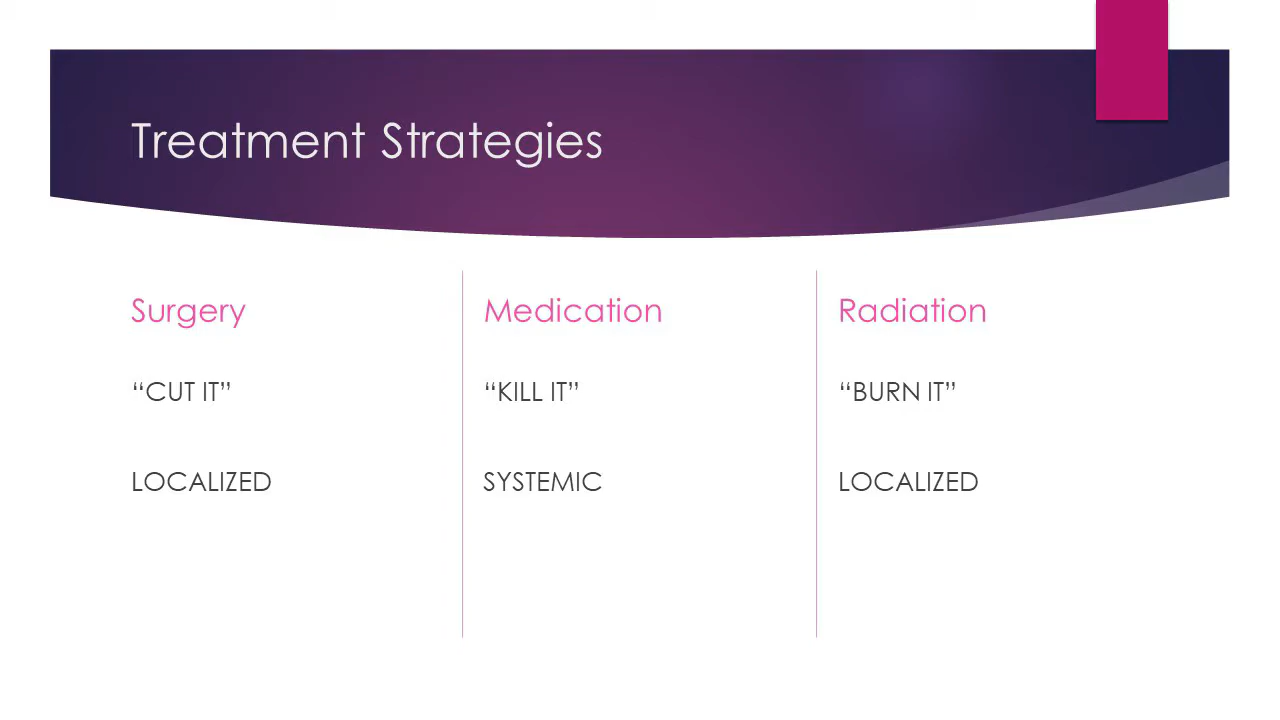 Treatment Strategies
Surgery
“CUT IT”
LOCALIZED
Medication
“KILL IT”
SYSTEMIC
Radiation
“BURN IT”
LOCALIZED